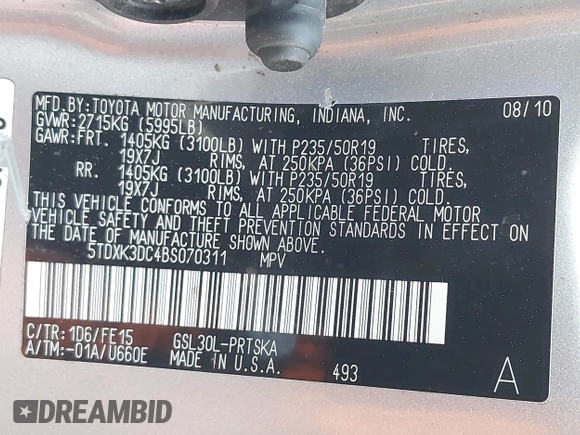 MFD.BY: TOYOTA MOTOR MANUFACTURING, INDIANA, INC. 08/10
GVWR: 2715KG (5995LB)
GAWR: FRT. 1405KG (3100LB) WITH P235/50R19 TIRES,
19X7J RIMS, AT 250KPA (36PSI) COLD.
RR. 1405KG (3100LB) WITH P235/50R19 TIRES,
19X7J RIMS, AT 250KPA (36PSI) COLD.
THIS VEHICLE CONFORMS TO ALL APPLICABLE FEDERAL MOTOR
VEHICLE SAFETY AND THEFT PREVENTION STANDARDS IN EFFECT ON
THE DATE OF MANUFACTURE SHOWN ABOVE.
5TDXK3DC4BS070311 MPV
C/TR: 1D6/FE15 GSL30L-PRTSKA
A/TM: -01A/U660E MADE IN U.S.A. 493 A
DREAMBID